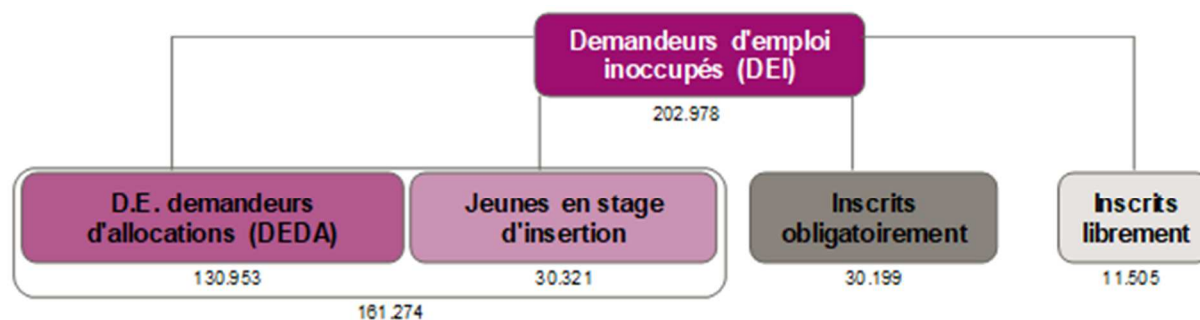 Demandeurs d'emploi
inoccupés (DEI)
202.978
D.E. demandeurs
d'allocations (DEDA)
Jeunes en stage
d'insertion
Inscrits
obligatoirement
Inscrits
librement
130.953
30.321
30.199
11.505
161.274